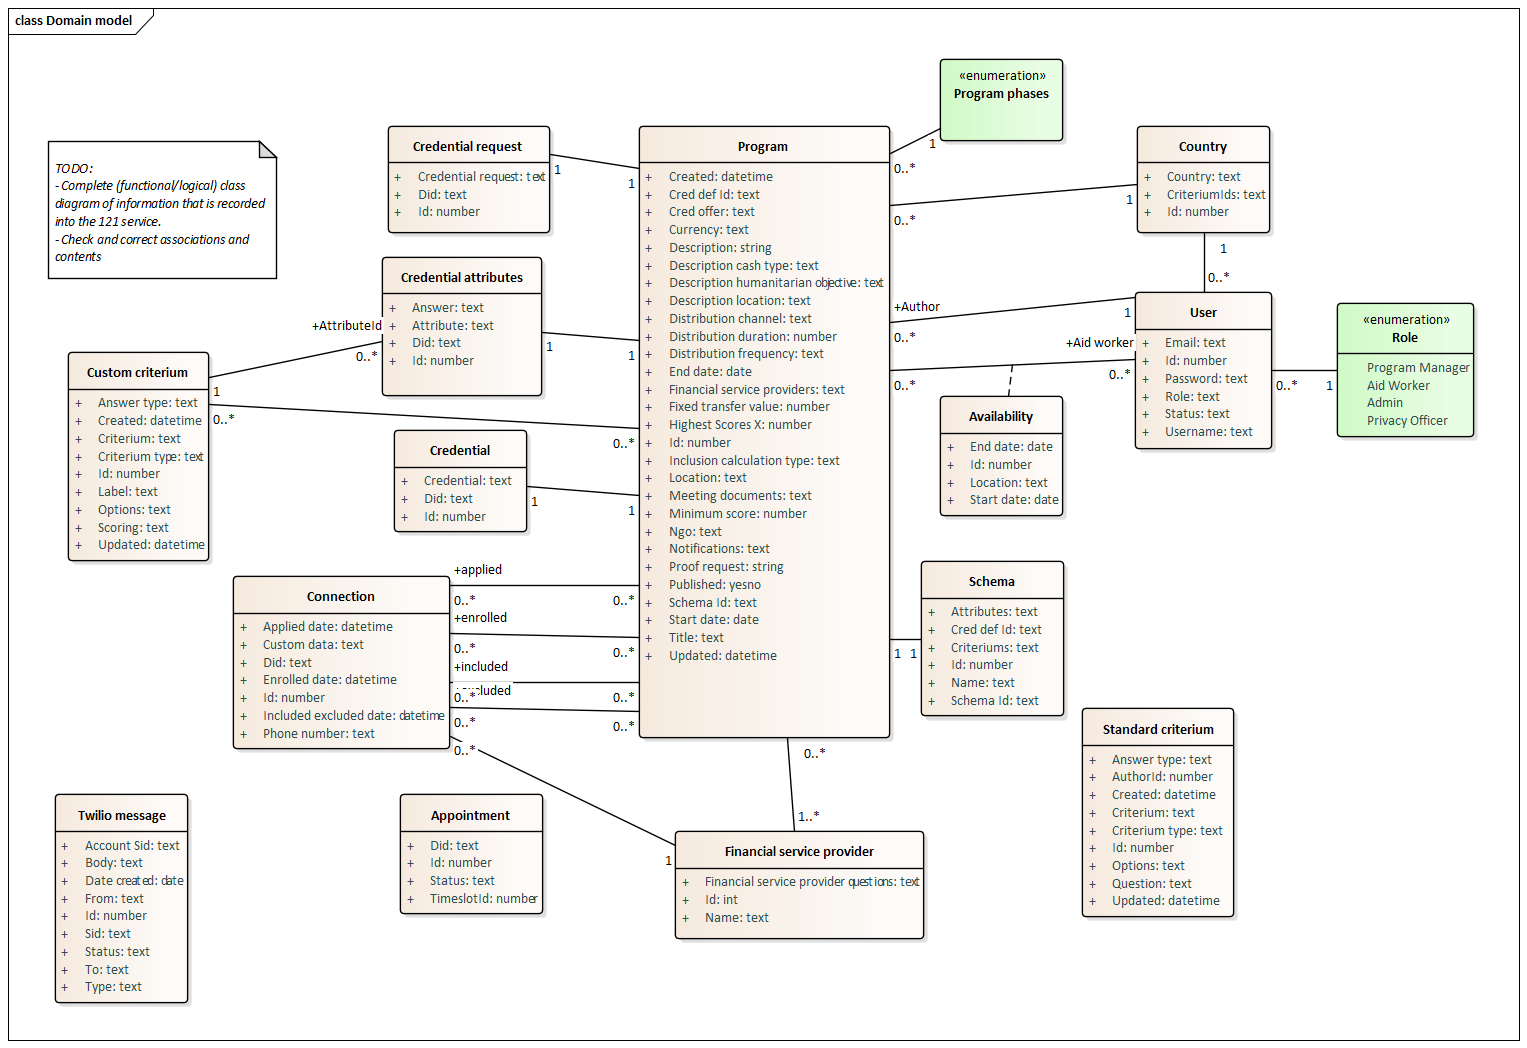 class Domain model
TODO:
- Complete (functional/logical) class
diagram of information that is recorded
into the 121 service.
- Check and correct associations and
contents
Credential request
+ Credential request: text
+ Did: text
+ Id: number
1
1
Credential attributes
+ Answer: text
+ Attribute: text
+ Did: text
+ Id: number
1
1
+AttributeId
0..*
1
Custom criterium
+ Answer type: text
+ Created: datetime
+ Criterium: text
+ Criterium type: text
+ Id: number
+ Label: text
+ Options: text
+ Scoring: text
+ Updated: datetime
0..*
0..*
Credential
+ Credential: text
+ Did: text
+ Id: number
1
1
Connection
+ Applied date: datetime
+ Custom data: text
+ Did: text
+ Enrolled date: datetime
+ Id: number
+ Included excluded date: datetime
+ Phone number: text
+applied
0..*
0..*
+enrolled
0..*
0..*
+included
0..*
0..*
0..*
0..*
0..*
1
Program
+ Created: datetime
+ Cred def Id: text
+ Cred offer: text
+ Currency: text
+ Description: string
+ Description cash type: text
+ Description humanitarian objective: text
+ Description location: text
+ Distribution channel: text
+ Distribution duration: number
+ Distribution frequency: text
+ End date: date
+ Financial service providers: text
+ Fixed transfer value: number
+ Highest Scores X: number
+ Id: number
+ Inclusion calculation type: text
+ Location: text
+ Meeting documents: text
+ Minimum score: number
+ Ngo: text
+ Notifications: text
+ Proof request: string
+ Published: yesno
+ Schema Id: text
+ Start date: date
+ Title: text
+ Updated: datetime
«enumeration»
Program phases
1
0..*
Country
+ Country: text
+ CriteriumIds: text
+ Id: number
1
0..*
1
0..*
User
+ Email: text
+ Id: number
+ Password: text
+ Role: text
+ Status: text
+ Username: text
+Author
0..*
1
+Aid worker
0..*
0..*
«enumeration»
Role
Program Manager
Aid Worker
Admin
Privacy Officer
0..*
1
Availability
+ End date: date
+ Id: number
+ Location: text
+ Start date: date
Schema
+ Attributes: text
+ Cred def Id: text
+ Criteriums: text
+ Id: number
+ Name: text
+ Schema Id: text
1 1
Standard criterium
+ Answer type: text
+ AuthorId: number
+ Created: datetime
+ Criterium: text
+ Criterium type: text
+ Id: number
+ Options: text
+ Question: text
+ Updated: datetime
0..*
1..*
Financial service provider
+ Financial service provider questions: text
+ Id: int
+ Name: text
Appointment
+ Did: text
+ Id: number
+ Status: text
+ TimeslotId: number
Twilio message
+ Account Sid: text
+ Body: text
+ Date created: date
+ From: text
+ Id: number
+ Sid: text
+ Status: text
+ To: text
+ Type: text